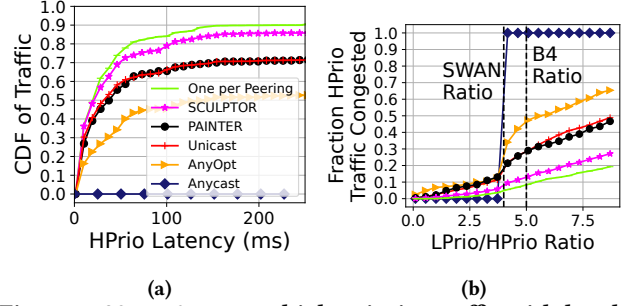 CDF of Traffic
1.0
0.9
0.8
0.7
0.6
0.5
0.4
0.3
0.2
0.1
0.0
One per Peering
SCULPTOR
PAINTER
Unicast
AnyOpt
Anycast
0 100 200
HPrio Latency (ms)
(a)
Fraction HPrio
Traffic Congested
1.0
0.9
0.8
0.7
0.6
0.5
0.4
0.3
0.2
0.1
0.0
SWAN
Ratio
B4
Ratio
0.0 2.5 5.0 7.5
LPrio/HPrio Ratio
(b)